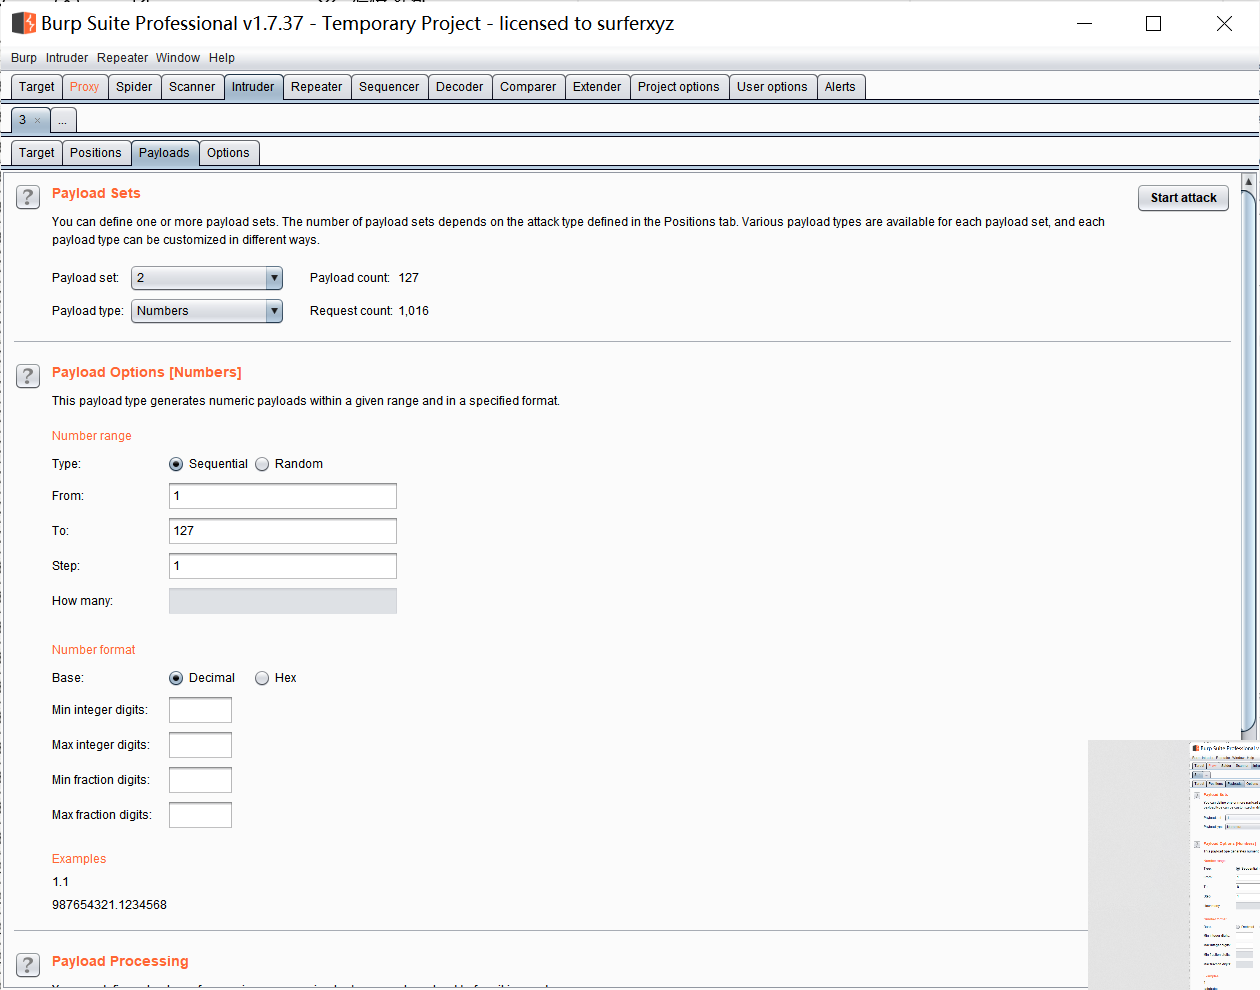 Burp Suite Professional v1.7.37 - Temporary Project - licensed to surferxyz
Burp Intruder Repeater Window Help
Target Proxy Spider Scanner Intruder Repeater Sequencer Decoder Comparer Extender Project options User options Alerts
3 × ...
Target Positions Payloads Options
? Payload Sets
Start attack
You can define one or more payload sets. The number of payload sets depends on the attack type defined in the Positions tab. Various payload types are available for each payload set, and each
payload type can be customized in different ways.
Payload set: 2 Payload count: 127
Payload type: Numbers Request count: 1,016
? Payload Options [Numbers]
This payload type generates numeric payloads within a given range and in a specified format.
Number range
Type: Sequential Random
From: 1
To: 127
Step: 1
How many:
Number format
Base: Decimal Hex
Min integer digits:
Max integer digits:
Min fraction digits:
Max fraction digits:
Examples
1.1
987654321.1234568
? Payload Processing
Burp Suite Professional v